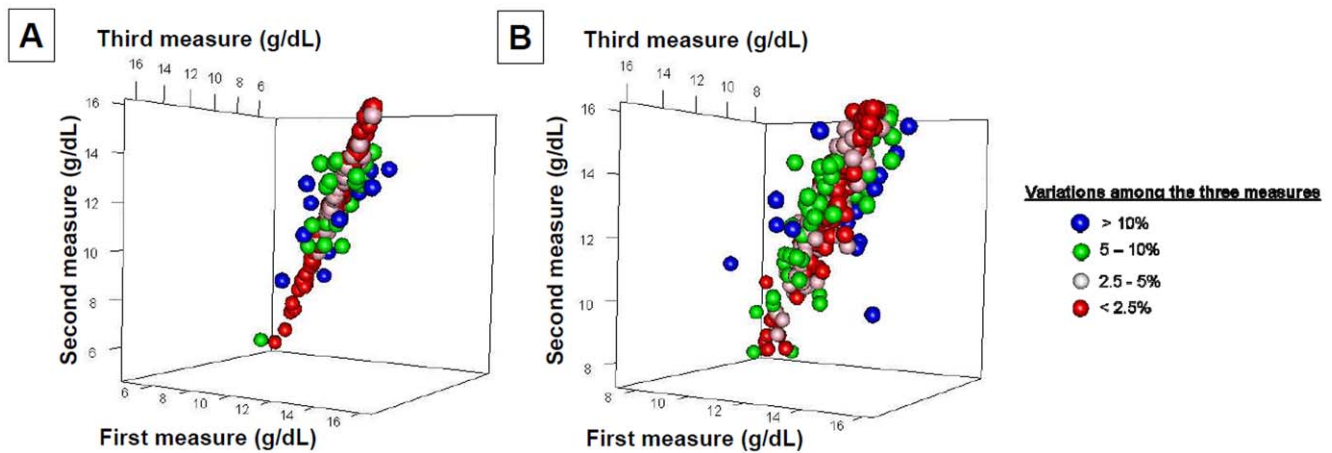 A
Third measure (g/dL)
16 14 12 10 8 6
Second measure (g/dL)
16
14
12
10
8
6
6 8 10 12 14 16
First measure (g/dL)
B
Third measure (g/dL)
16 14 12 10 8
Second measure (g/dL)
16
14
12
10
8
8 10 12 14 16
First measure (g/dL)
Variations among the three measures
> 10%
5 – 10%
2.5 - 5%
< 2.5%